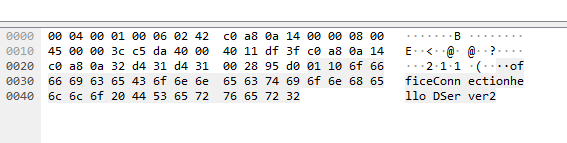 0000 00 04 00 01 00 06 02 42 c0 a8 0a 14 00 00 08 00 ·······B ········
0010 45 00 00 3c c5 da 40 00 40 11 df 3f c0 a8 0a 14 E··<··@· @··?····
0020 c0 a8 0a 32 d4 31 d4 31 00 28 95 d0 01 10 6f 66 ···2·1·1 ·(····of
0030 66 69 63 65 43 6f 6e 6e 65 63 74 69 6f 6e 68 65 ficeConn ectionhe
0040 6c 6c 6f 20 44 53 65 72 76 65 72 32 llo DSer ver2